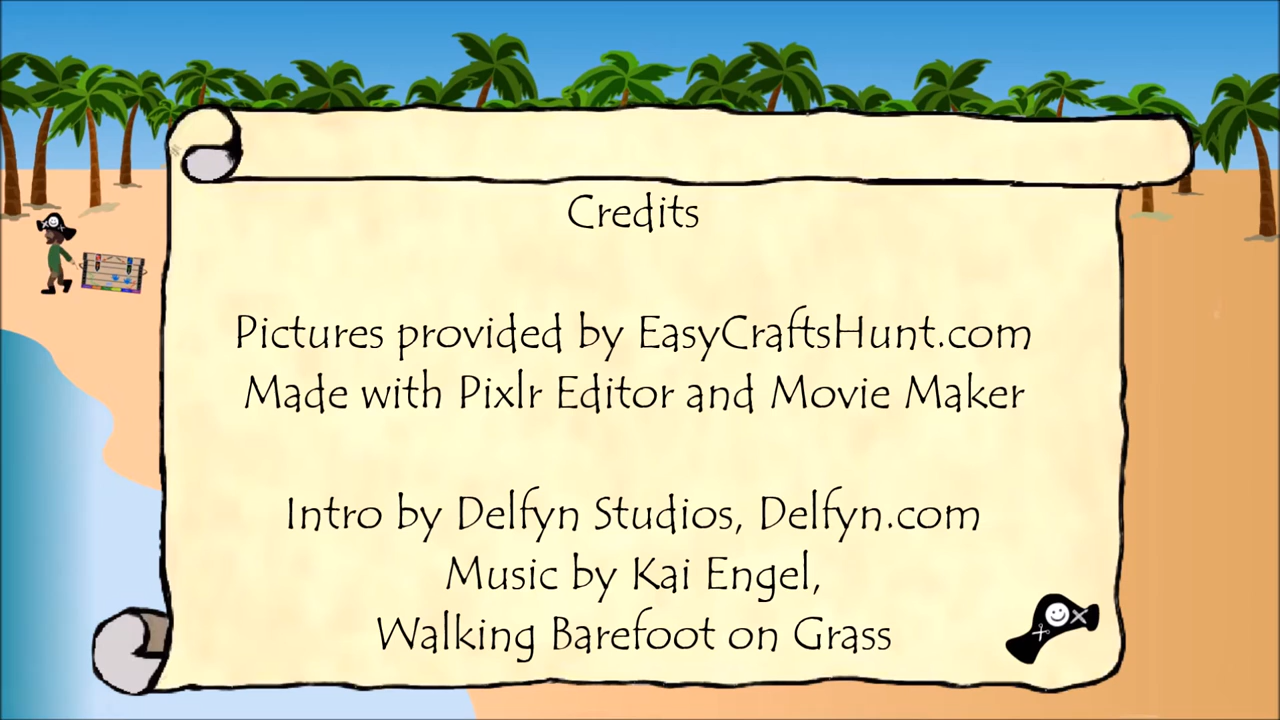 Credits
Pictures provided by EasyCraftsHunt.com
Made with Pixlr Editor and Movie Maker
Intro by Delfyn Studios, Delfyn.com
Music by Kai Engel,
Walking Barefoot on Grass